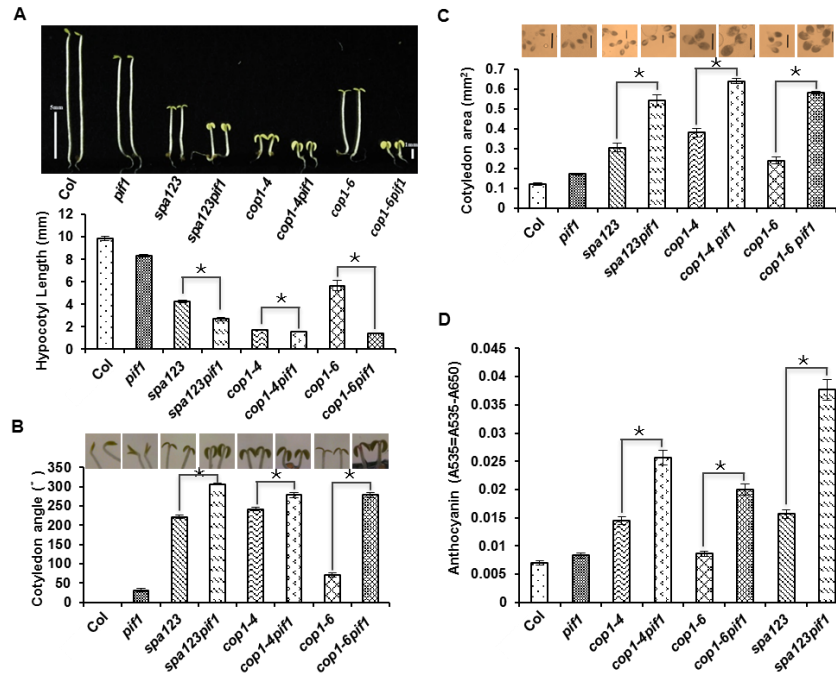 A
5mm
1mm
Col
pif1
spa123
spa123pif1
cop1-4
cop1-4pif1
cop1-6
cop1-6pif1
Hypocotyl Length (mm)
12
10
8
6
4
2
0
*
*
*
Col
pif1
spa123
spa123pif1
cop1-4
cop1-4pif1
cop1-6
cop1-6pif1
B
Cotyledon angle (°)
350
300
250
200
150
100
50
0
*
*
*
Col
pif1
spa123
spa123pif1
cop1-4
cop1-4pif1
cop1-6
cop1-6pif1
C
Cotyledon area (mm²)
0.7
0.6
0.5
0.4
0.3
0.2
0.1
0
*
*
*
Col
pif1
spa123
spa123pif1
cop1-4
cop1-4 pif1
cop1-6
cop1-6 pif1
D
Anthocyanin (A535=A535-A650)
0.045
0.04
0.035
0.03
0.025
0.02
0.015
0.01
0.005
0
*
*
*
Col
pif1
cop1-4
cop1-4pif1
cop1-6
cop1-6pif1
spa123
spa123pif1